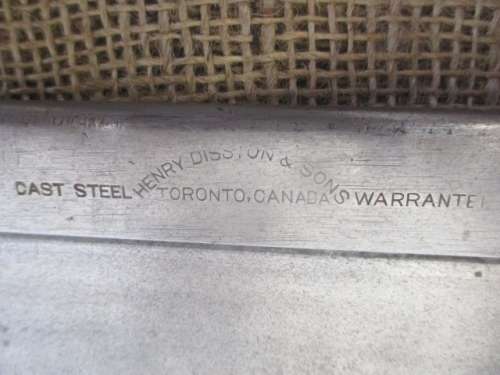 HENRY DISSTON & SONS
CAST STEEL TORONTO, CANADA WARRANTED